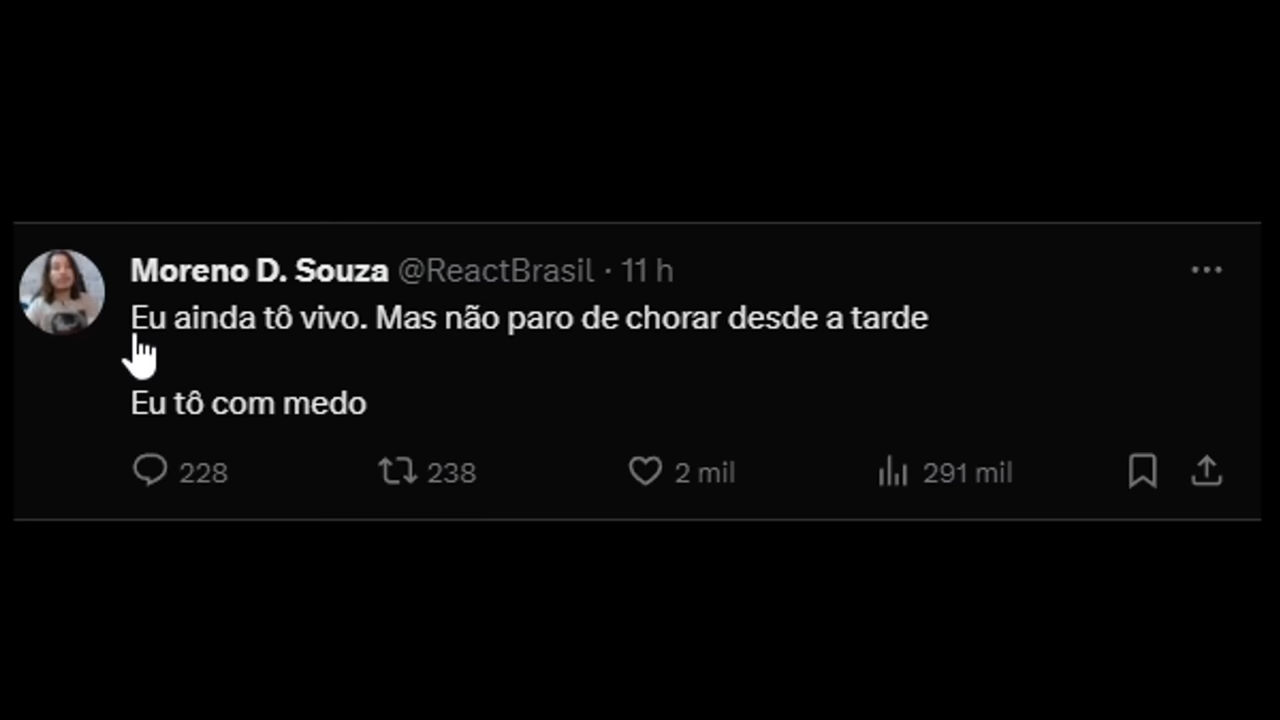 Moreno D. Souza @ReactBrasil · 11 h
Eu ainda tô vivo. Mas não paro de chorar desde a tarde
Eu tô com medo
228 238 2 mil 291 mil